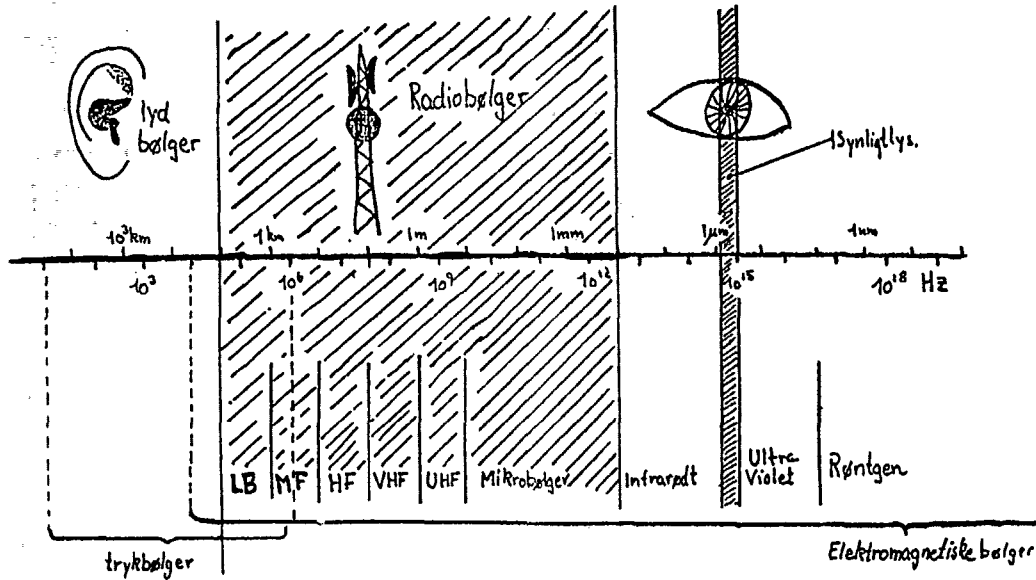 lyd
bølger
Radiobølger
Synligtlys.
10³km
1km
1m
1mm
1µm
1nm
10³
10⁶
10⁹
10¹²
10¹⁵
10¹⁸ Hz
LB
MF
HF
VHF
UHF
Mikrobølger
Infrarødt
Ultra
Violet
Røntgen
trykbølger
Elektromagnetiske bølger